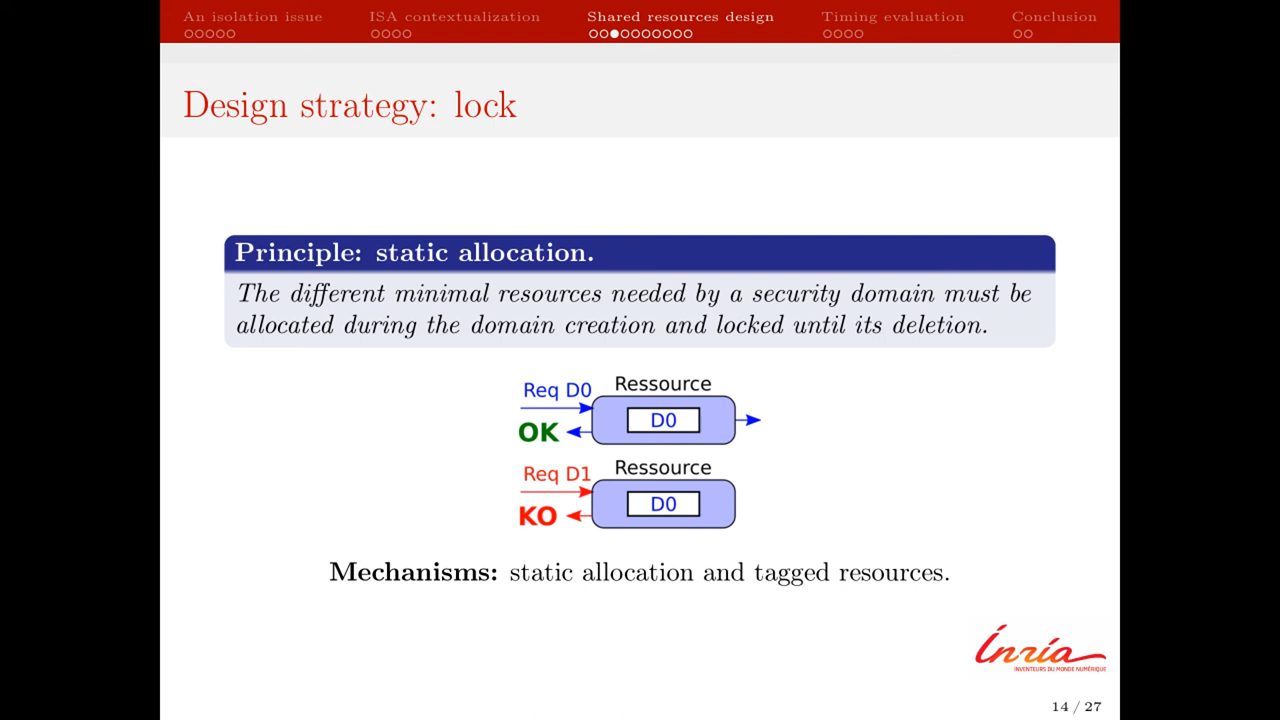 An isolation issue ISA contextualization Shared resources design Timing evaluation Conclusion
Design strategy: lock
Principle: static allocation.
The different minimal resources needed by a security domain must be
allocated during the domain creation and locked until its deletion.
Req D0 Ressource
D0
OK
Req D1 Ressource
D0
KO
Mechanisms: static allocation and tagged resources.
Inria
INVENTEURS DU MONDE NUMÉRIQUE
14 / 27